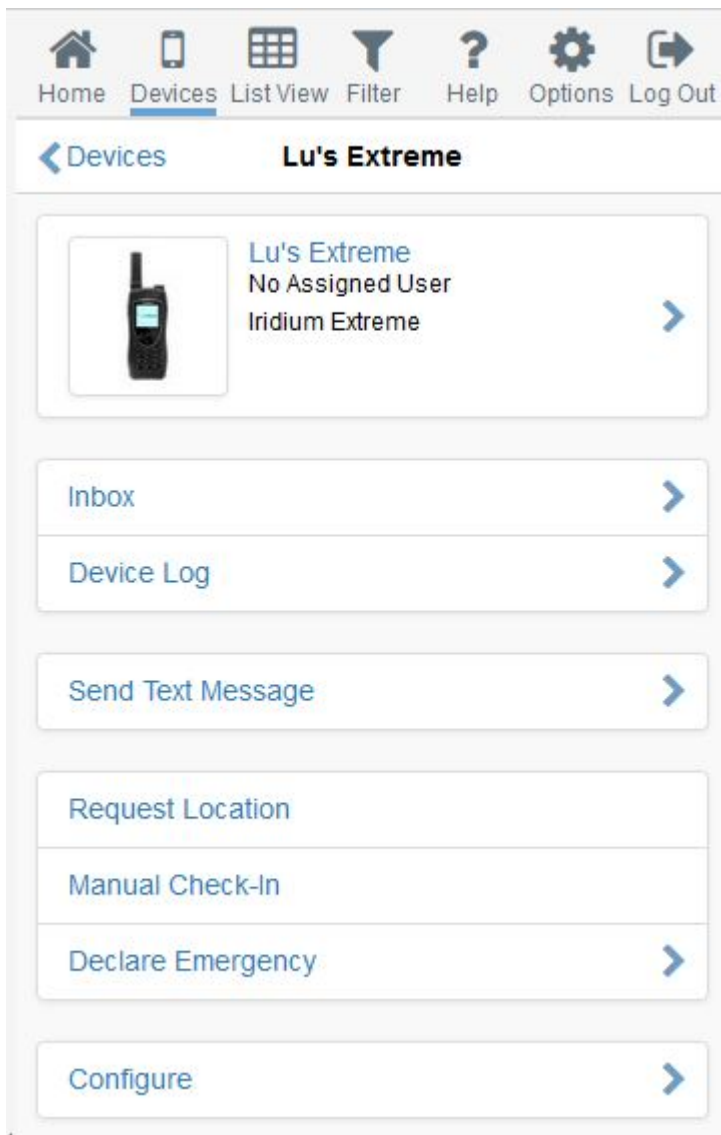 Home Devices List View Filter Help Options Log Out
Devices Lu's Extreme
Lu's Extreme
No Assigned User
Iridium Extreme
Inbox
Device Log
Send Text Message
Request Location
Manual Check-In
Declare Emergency
Configure